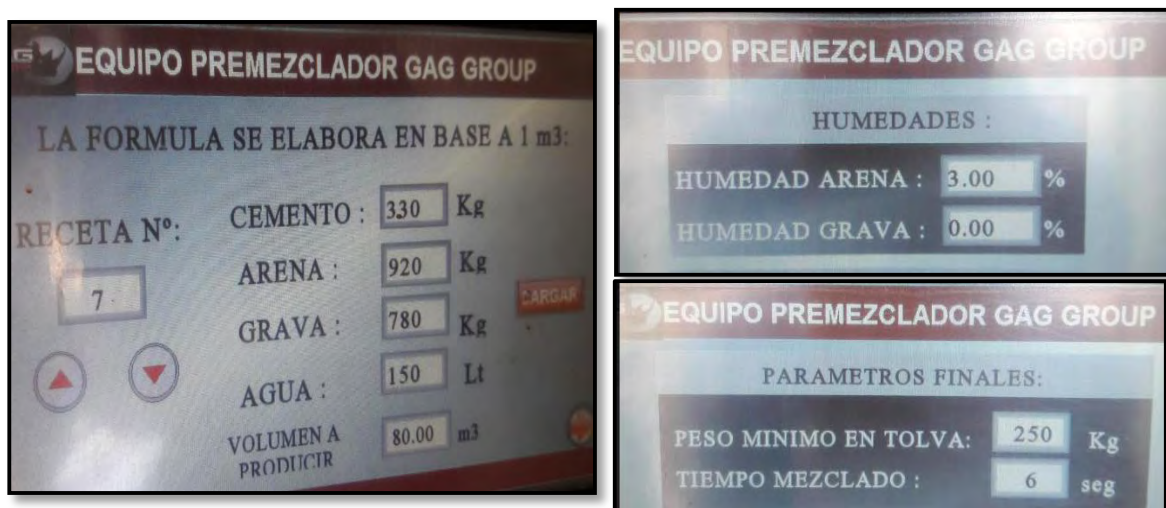 G
EQUIPO PREMEZCLADOR GAG GROUP
LA FORMULA SE ELABORA EN BASE A 1 m3:
RECETA Nº:
7
CEMENTO : 330 Kg
ARENA : 920 Kg
GRAVA : 780 Kg
AGUA : 150 Lt
VOLUMEN A PRODUCIR 80.00 m3
CARGAR
EQUIPO PREMEZCLADOR GAG GROUP
HUMEDADES :
HUMEDAD ARENA : 3.00 %
HUMEDAD GRAVA : 0.00 %
EQUIPO PREMEZCLADOR GAG GROUP
PARAMETROS FINALES:
PESO MINIMO EN TOLVA: 250 Kg
TIEMPO MEZCLADO : 6 seg